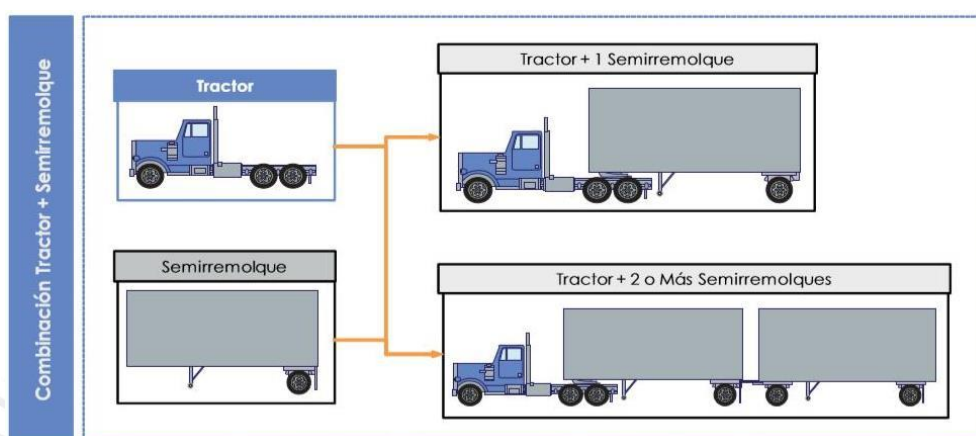 Combinación Tractor + Semirremolque
Tractor
Tractor + 1 Semirremolque
Semirremolque
Tractor + 2 o Más Semirremolques